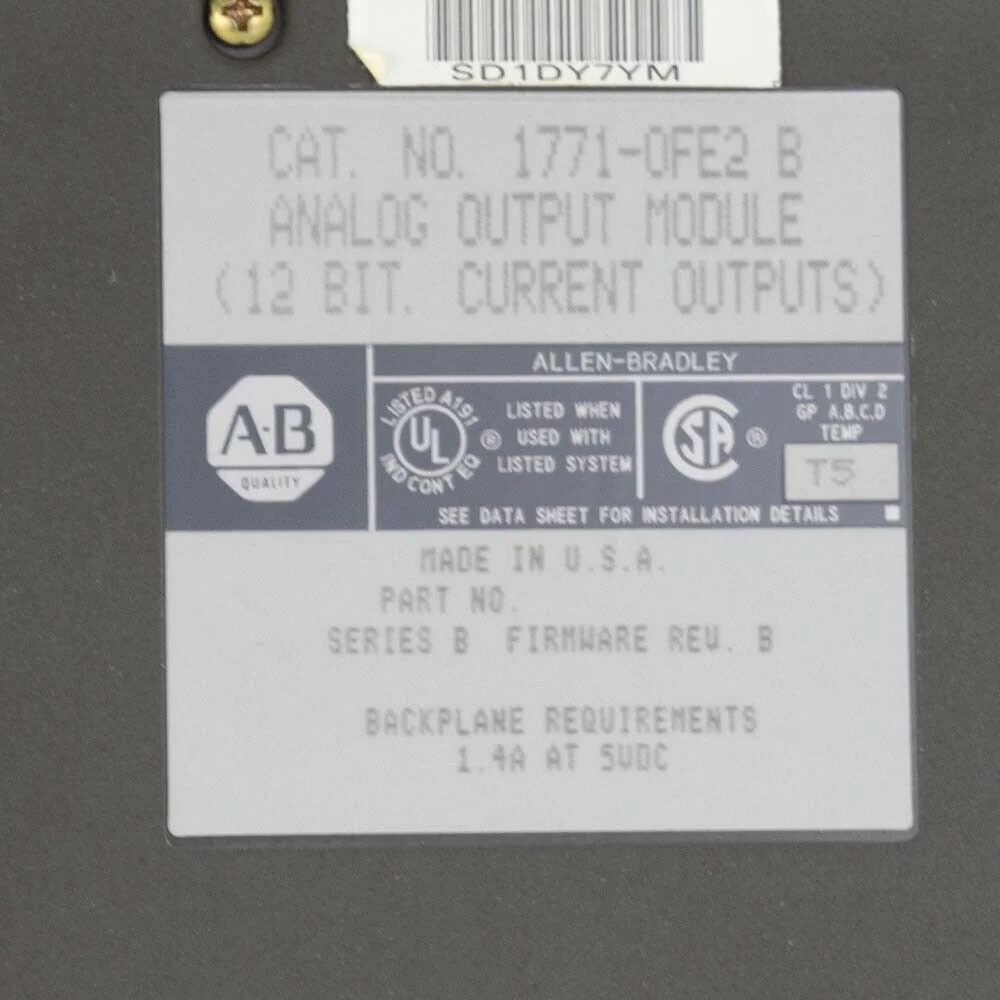 SD1DY7YM
CAT. NO. 1771-OFE2 B
ANALOG OUTPUT MODULE
(12 BIT. CURRENT OUTPUTS)
ALLEN-BRADLEY
A-B
QUALITY
LISTED A191
UL
IND CONT EQ
®
LISTED WHEN
USED WITH
LISTED SYSTEM
SA
®
CL 1 DIV 2
GP A,B,C,D
TEMP
T5
SEE DATA SHEET FOR INSTALLATION DETAILS
MADE IN U.S.A.
PART NO.
SERIES B FIRMWARE REV. B
BACKPLANE REQUIREMENTS
1.4A AT 5VDC